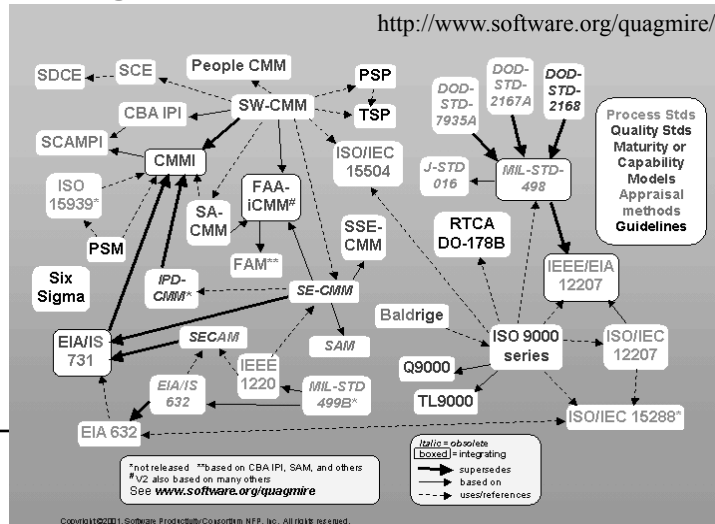 http://www.software.org/quagmire/
SDCE
SCE
People CMM
PSP
SW-CMM
TSP
CBA IPI
SCAMPI
CMMI
ISO
15939*
PSM
Six
Sigma
SA-
CMM
FAA-
iCMM#
FAM**
IPD-
CMM*
SE-CMM
SSE-
CMM
SAM
EIA/IS
731
SECAM
EIA/IS
632
IEEE
1220
MIL-STD
499B*
EIA 632
ISO/IEC
15504
DOD-
STD-
7935A
DOD-
STD-
2167A
DOD-
STD-
2168
J-STD
016
MIL-STD-
498
RTCA
DO-178B
IEEE/EIA
12207
Baldrige
ISO 9000
series
ISO/IEC
12207
Q9000
TL9000
ISO/IEC 15288*
Process Stds
Quality Stds
Maturity or
Capability
Models
Appraisal
methods
Guidelines
*not released **based on CBA IPI, SAM, and others
#V2 also based on many others
See www.software.org/quagmire
Italic = obsolete
boxed = integrating
supersedes
based on
uses/references
Copyright©2001, Software Productivity Consortium NFP, Inc. All rights reserved.